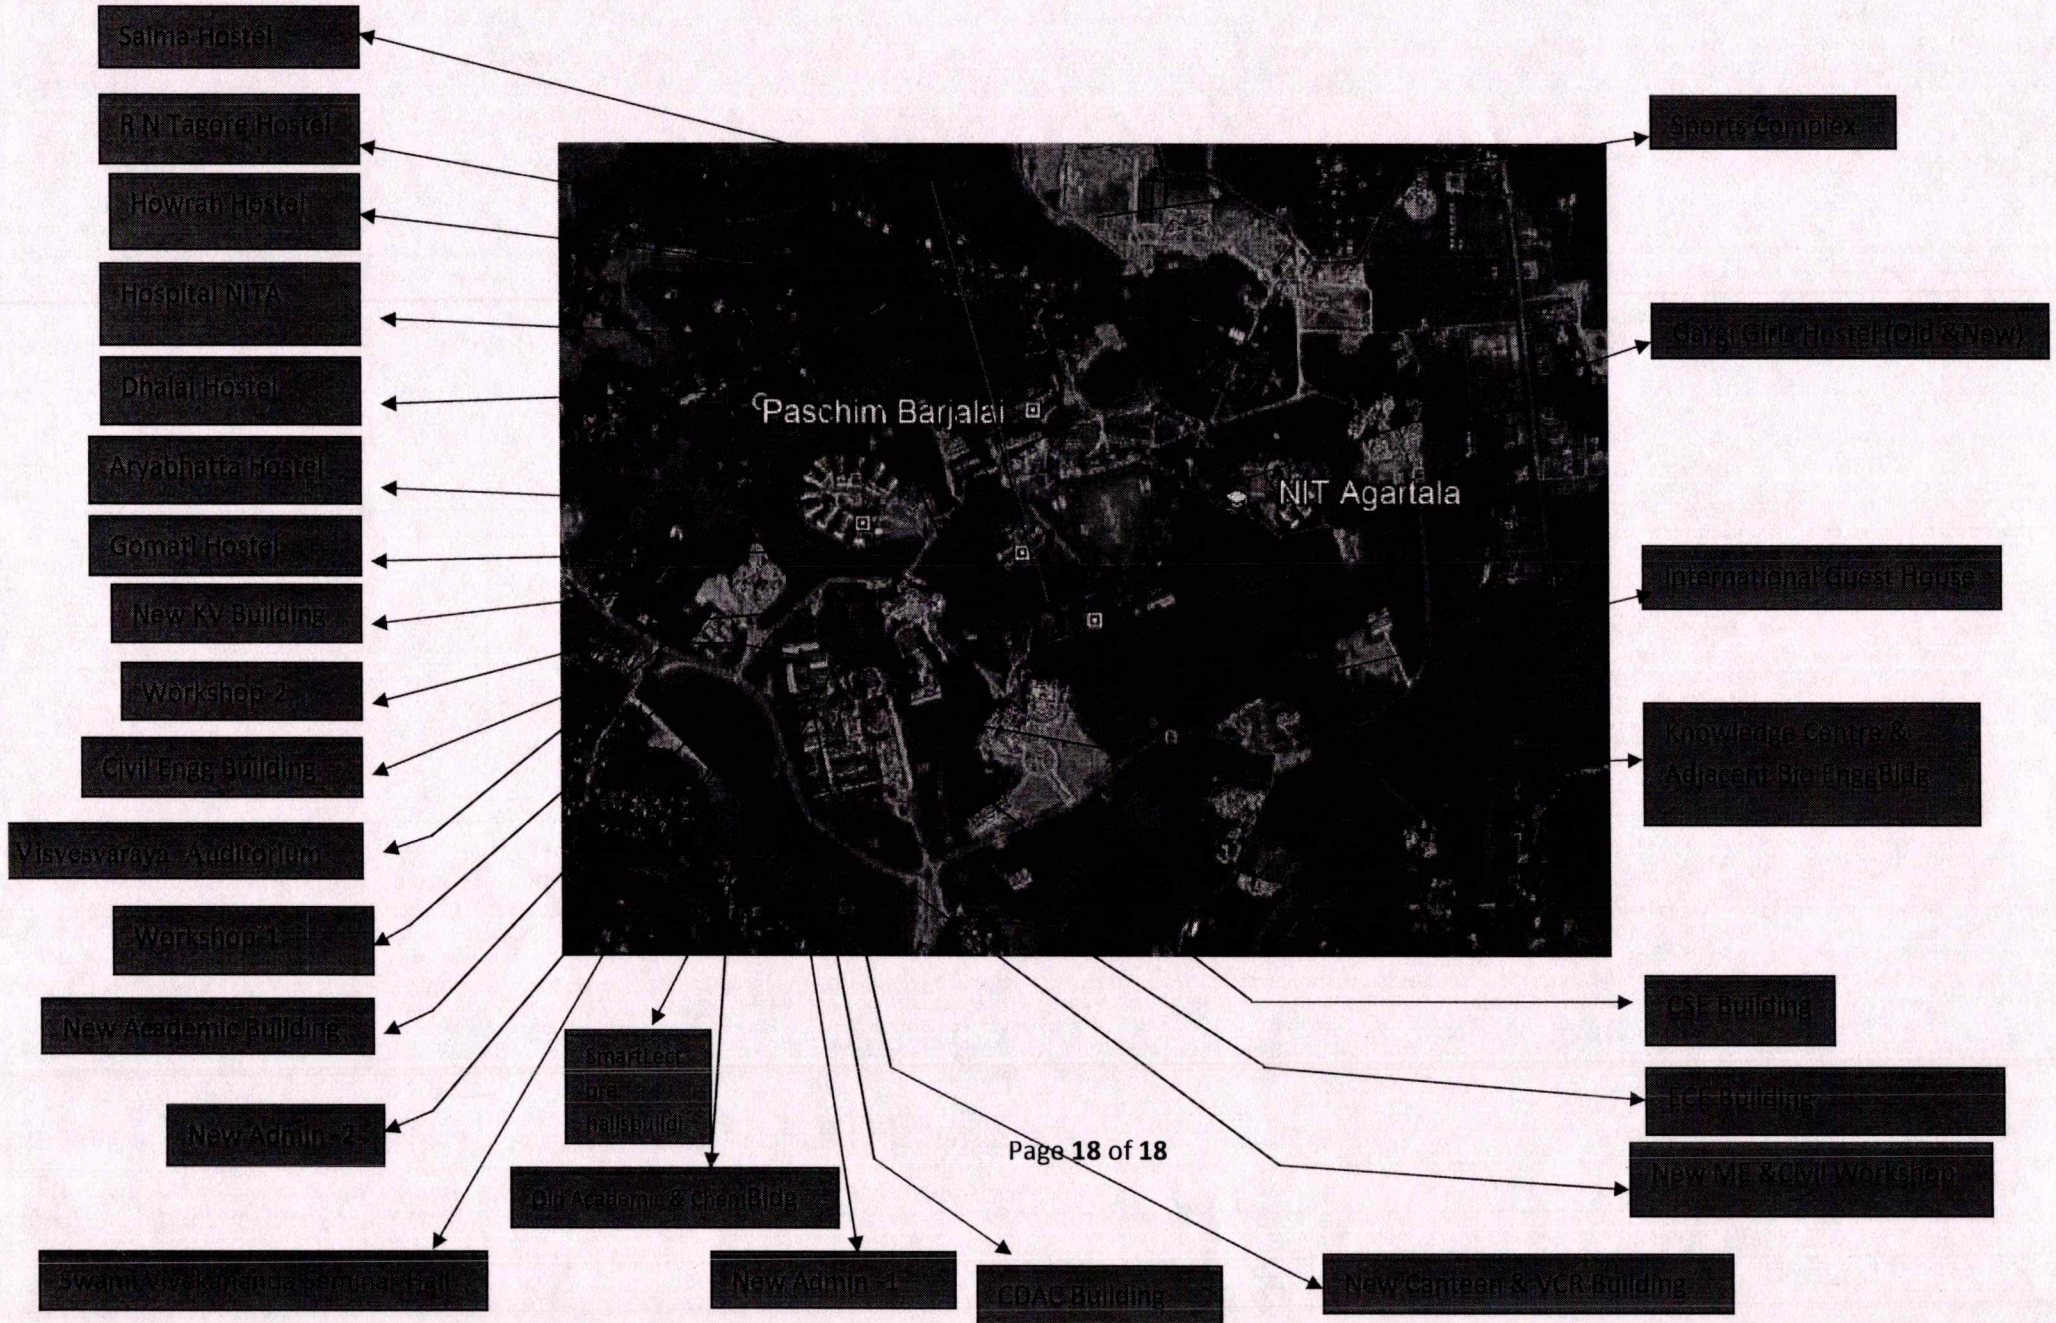 Salma Hostel
R N Tagore Hostel
Howrah Hostel
Hospital NITA
Dhalai Hostel
Aryabhatta Hostel
Gomati Hostel
New KV Building
Workshop-2
Civil Engg Building
Visvesvaraya Auditorium
Workshop-1
New Academic Building
New Admin -2
Swami Vivekananda Seminar Hall
SmartLect
ure
hallsbuildi
Old Academic & ChemBldg
New Admin -1
CDAC Building
New Canteen & VCR Building
Paschim Barjalai
NIT Agartala
Sports Complex
Gargi Girls Hostel (Old &New)
International Guest House
Knowledge Centre &
Adjacent Bio EnggBldg
CSE Building
ECE Building
New ME &Civil Workshop
Page 18 of 18